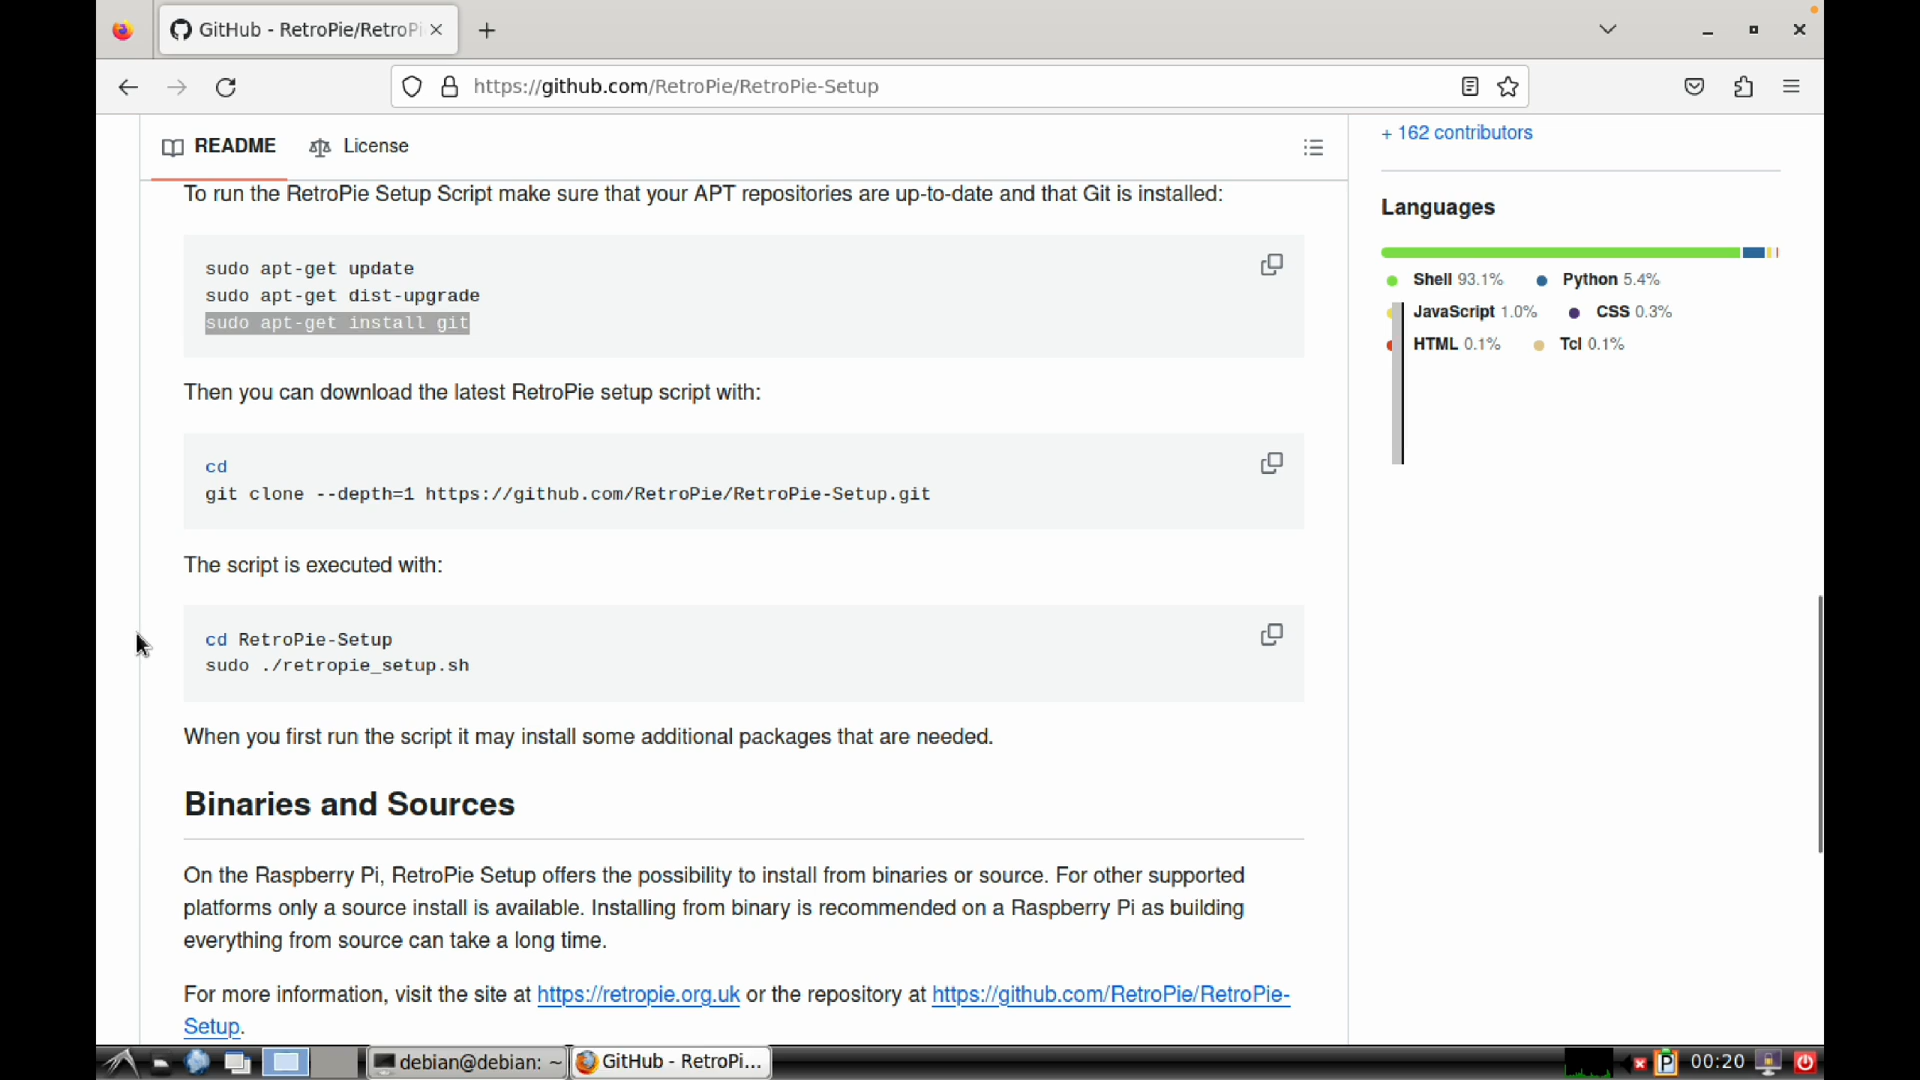 GitHub - RetroPie/RetroPi
https://github.com/RetroPie/RetroPie-Setup
README
License
To run the RetroPie Setup Script make sure that your APT repositories are up-to-date and that Git is installed:
sudo apt-get update
sudo apt-get dist-upgrade
sudo apt-get install git
Then you can download the latest RetroPie setup script with:
cd
git clone --depth=1 https://github.com/RetroPie/RetroPie-Setup.git
The script is executed with:
cd RetroPie-Setup
sudo ./retropie_setup.sh
When you first run the script it may install some additional packages that are needed.
Binaries and Sources
On the Raspberry Pi, RetroPie Setup offers the possibility to install from binaries or source. For other supported
platforms only a source install is available. Installing from binary is recommended on a Raspberry Pi as building
everything from source can take a long time.
For more information, visit the site at https://retropie.org.uk or the repository at https://github.com/RetroPie/RetroPie-
Setup.
+ 162 contributors
Languages
Shell 93.1% Python 5.4%
JavaScript 1.0% CSS 0.3%
HTML 0.1% Tcl 0.1%
debian@debian: ~
GitHub - RetroPi...
P
00:20